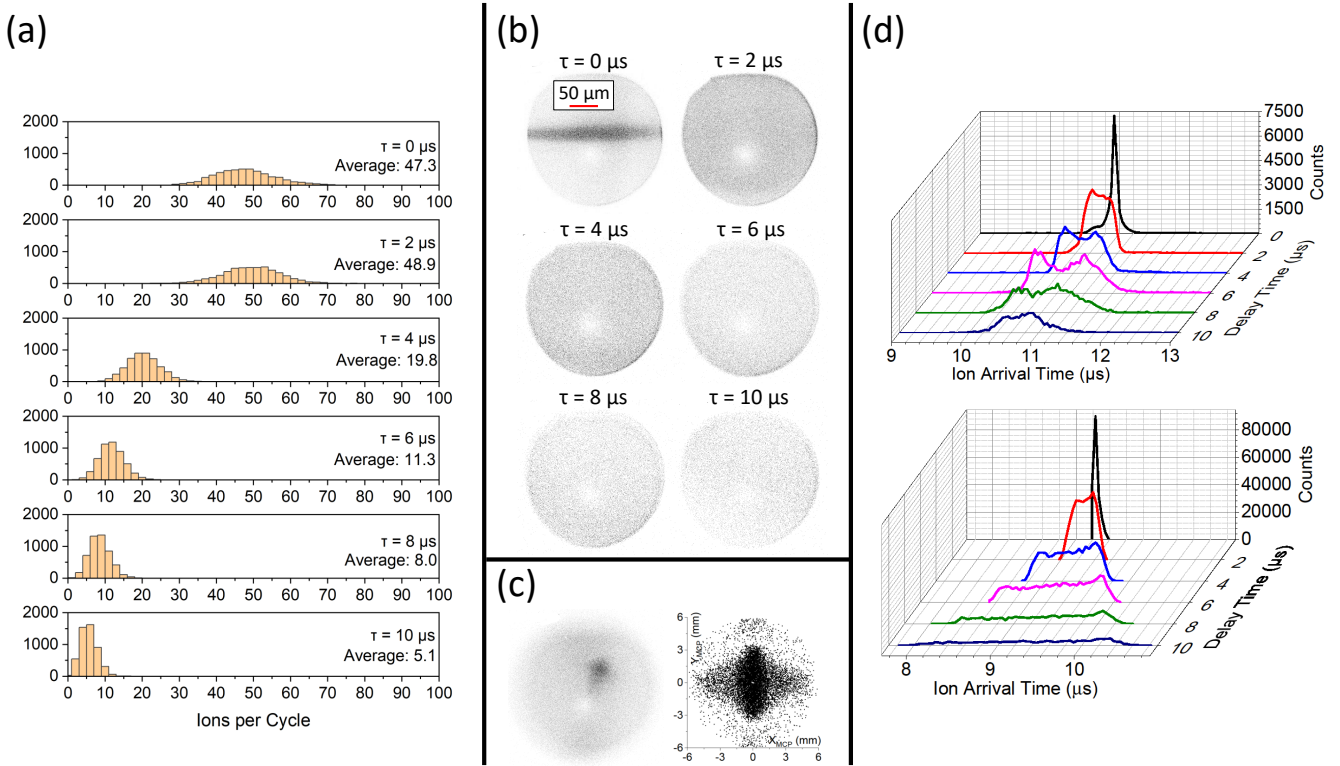 (a)
2000
1000
0
τ = 0 µs
Average: 47.3
0 10 20 30 40 50 60 70 80 90 100
2000
1000
0
τ = 2 µs
Average: 48.9
0 10 20 30 40 50 60 70 80 90 100
2000
1000
0
τ = 4 µs
Average: 19.8
0 10 20 30 40 50 60 70 80 90 100
2000
1000
0
τ = 6 µs
Average: 11.3
0 10 20 30 40 50 60 70 80 90 100
2000
1000
0
τ = 8 µs
Average: 8.0
0 10 20 30 40 50 60 70 80 90 100
2000
1000
0
τ = 10 µs
Average: 5.1
0 10 20 30 40 50 60 70 80 90 100
Ions per Cycle
(b)
τ = 0 µs
τ = 2 µs
50 µm
τ = 4 µs
τ = 6 µs
τ = 8 µs
τ = 10 µs
(c)
6
3
0
-3
-6
Y_MCP (mm)
X_MCP (mm)
-6 -3 0 3 6
(d)
7500
6000
4500
3000
1500
0
Counts
0
2
4
6
8
10
Delay Time (µs)
9 10 11 12 13
Ion Arrival Time (µs)
80000
60000
40000
20000
0
Counts
2
4
6
8
10
Delay Time (µs)
8 9 10
Ion Arrival Time (µs)